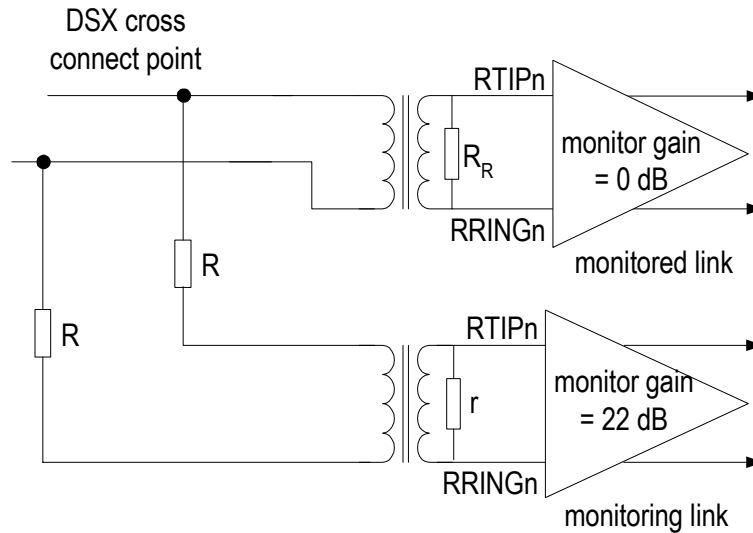 DSX cross
connect point
RTIPn
R_R
monitor gain
= 0 dB
RRINGn
monitored link
R
R
RTIPn
r
monitor gain
= 22 dB
RRINGn
monitoring link